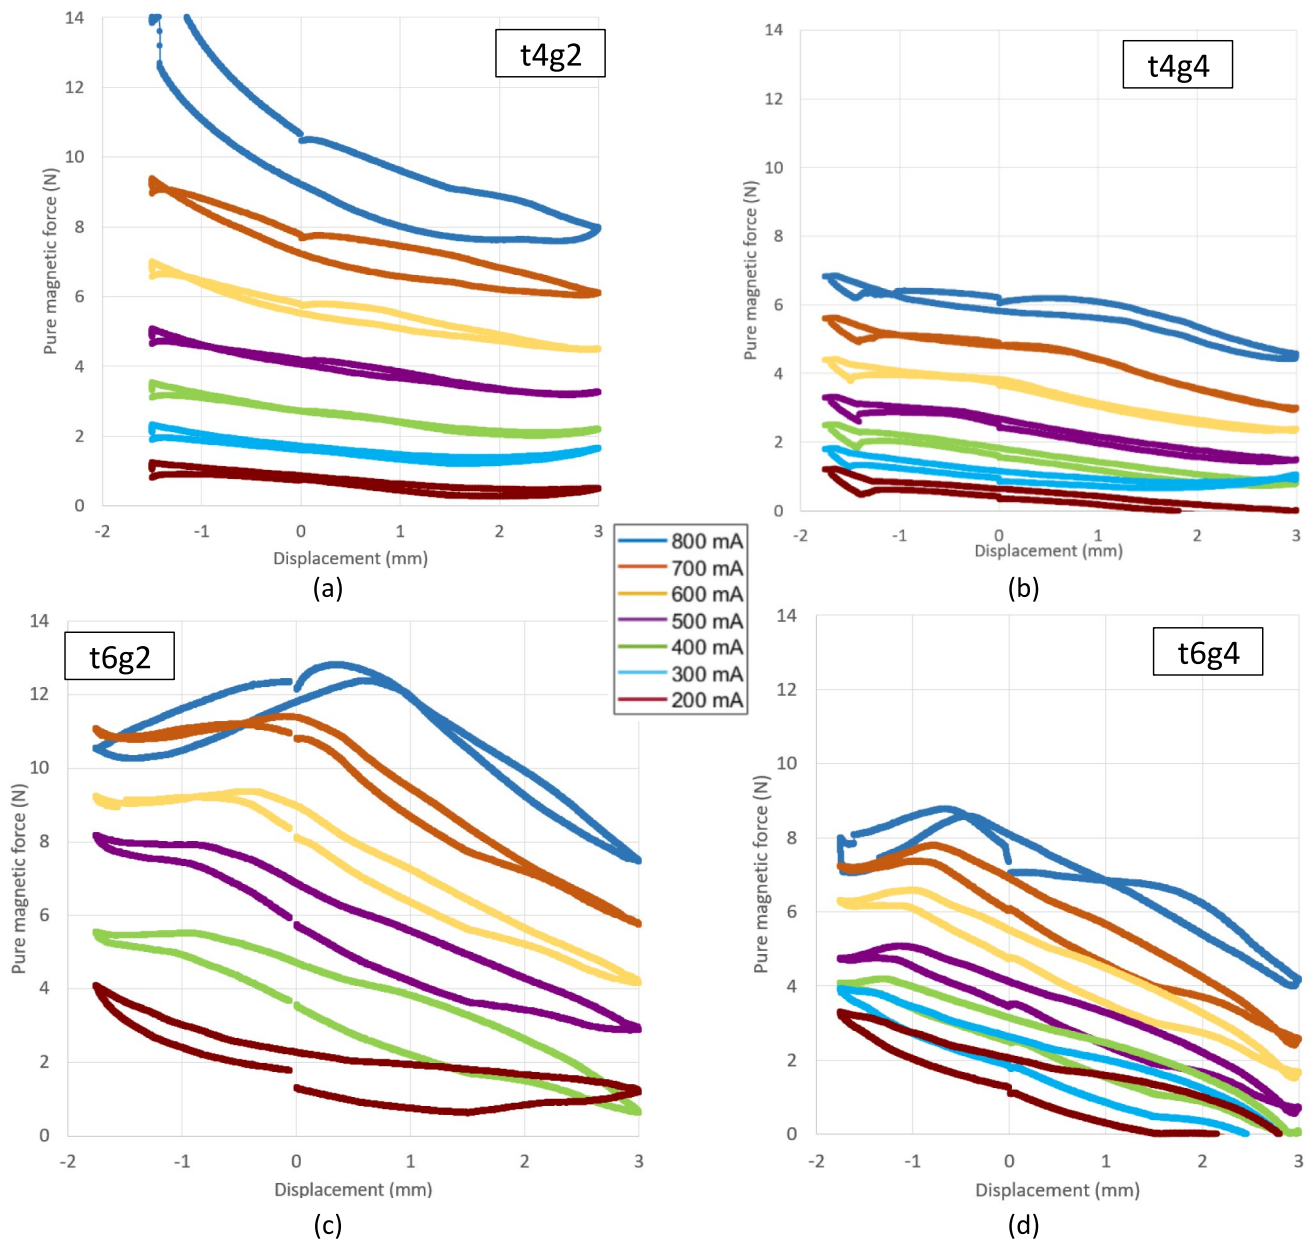 t4g2
14
12
10
8
6
4
2
0
Pure magnetic force (N)
-2 -1 0 1 2 3
Displacement (mm)
(a)
t4g4
14
12
10
8
6
4
2
0
Pure magnetic force (N)
-2 -1 0 1 2 3
Displacement (mm)
(b)
800 mA
700 mA
600 mA
500 mA
400 mA
300 mA
200 mA
t6g2
14
12
10
8
6
4
2
0
Pure magnetic force (N)
-2 -1 0 1 2 3
Displacement (mm)
(c)
t6g4
14
12
10
8
6
4
2
0
Pure magnetic force (N)
-2 -1 0 1 2 3
Displacement (mm)
(d)